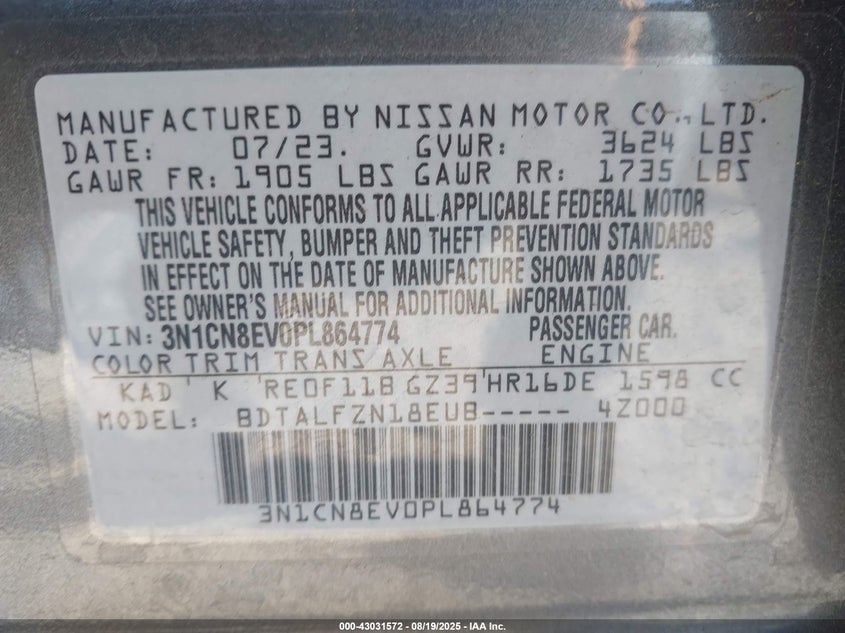 MANUFACTURED BY NISSAN MOTOR CO., LTD.
DATE: 07/23. GVWR: 3624 LBS
GAWR FR: 1905 LBS GAWR RR: 1735 LBS
THIS VEHICLE CONFORMS TO ALL APPLICABLE FEDERAL MOTOR
VEHICLE SAFETY, BUMPER AND THEFT PREVENTION STANDARDS
IN EFFECT ON THE DATE OF MANUFACTURE SHOWN ABOVE.
SEE OWNER'S MANUAL FOR ADDITIONAL INFORMATION.
VIN: 3N1CN8EV0PL864774 PASSENGER CAR.
COLOR TRIM TRANS AXLE ENGINE
KAD K RE0F11B GZ39 HR16DE 1598 CC
MODEL: BDTALFZN18EUB----- 4Z000
3N1CN8EV0PL864774
000-43031572 - 08/19/2025 - IAA Inc.